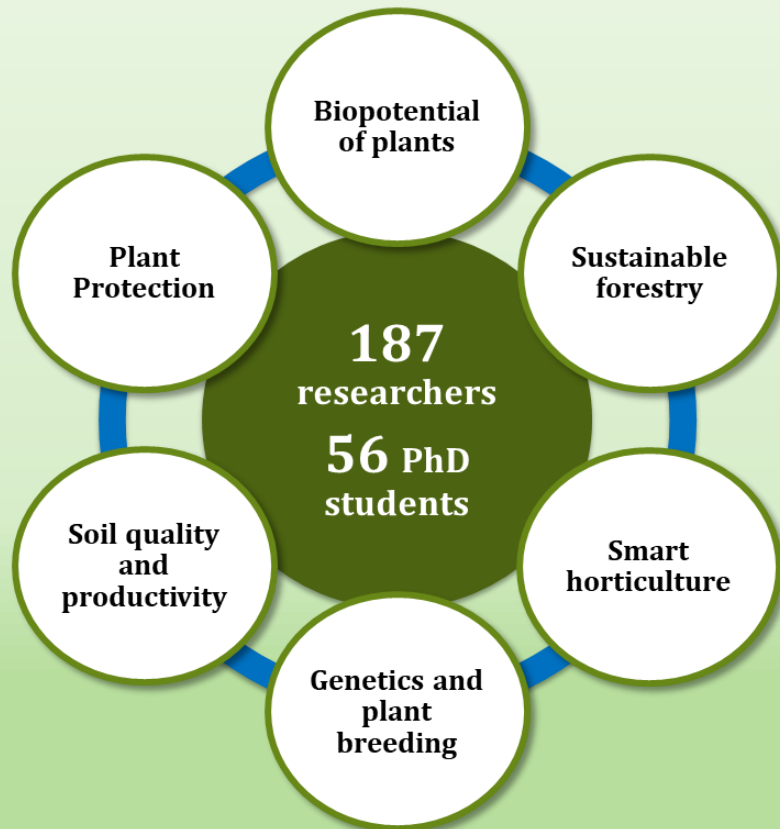 Biopotential
of plants
Sustainable
forestry
Smart
horticulture
Genetics and
plant
breeding
Soil quality
and
productivity
Plant
Protection
187
researchers
56 PhD
students